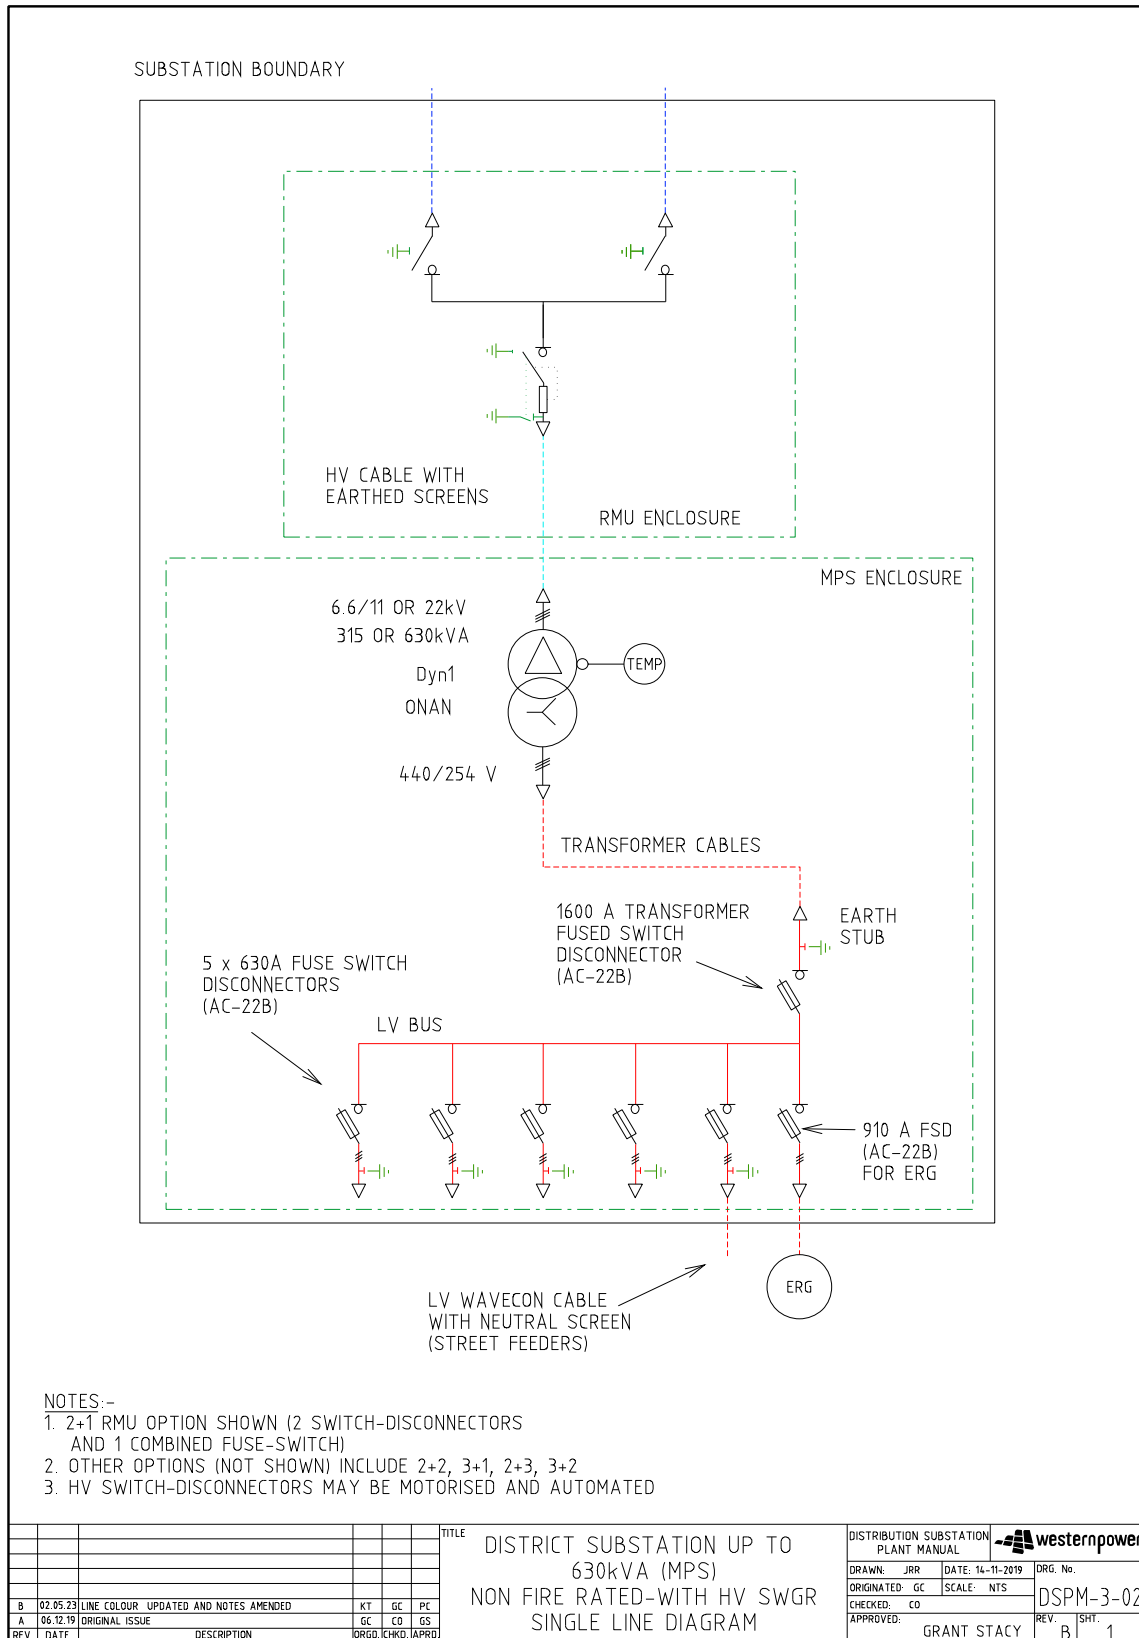 SUBSTATION BOUNDARY
HV CABLE WITH
EARTHED SCREENS
RMU ENCLOSURE
MPS ENCLOSURE
6.6/11 OR 22kV
315 OR 630kVA
Dyn1
ONAN
TEMP
440/254 V
TRANSFORMER CABLES
1600 A TRANSFORMER
FUSED SWITCH
DISCONNECTOR
(AC-22B)
EARTH
STUB
5 x 630A FUSE SWITCH
DISCONNECTORS
(AC-22B)
LV BUS
910 A FSD
(AC-22B)
FOR ERG
ERG
LV WAVECON CABLE
WITH NEUTRAL SCREEN
(STREET FEEDERS)
NOTES:-
1. 2+1 RMU OPTION SHOWN (2 SWITCH-DISCONNECTORS
AND 1 COMBINED FUSE-SWITCH)
2. OTHER OPTIONS (NOT SHOWN) INCLUDE 2+2, 3+1, 2+3, 3+2
3. HV SWITCH-DISCONNECTORS MAY BE MOTORISED AND AUTOMATED
B 02.05.23 LINE COLOUR UPDATED AND NOTES AMENDED KT GC PC
A 06.12.19 ORIGINAL ISSUE GC CO GS
REV DATE DESCRIPTION ORGD. CHKD. APRD.
TITLE
DISTRICT SUBSTATION UP TO
630kVA (MPS)
NON FIRE RATED-WITH HV SWGR
SINGLE LINE DIAGRAM
DISTRIBUTION SUBSTATION
PLANT MANUAL
westernpower
DRAWN: JRR DATE: 14-11-2019 DRG. No.
ORIGINATED: GC SCALE: NTS
DSPM-3-02
CHECKED: CO
APPROVED: REV. SHT.
GRANT STACY B 1